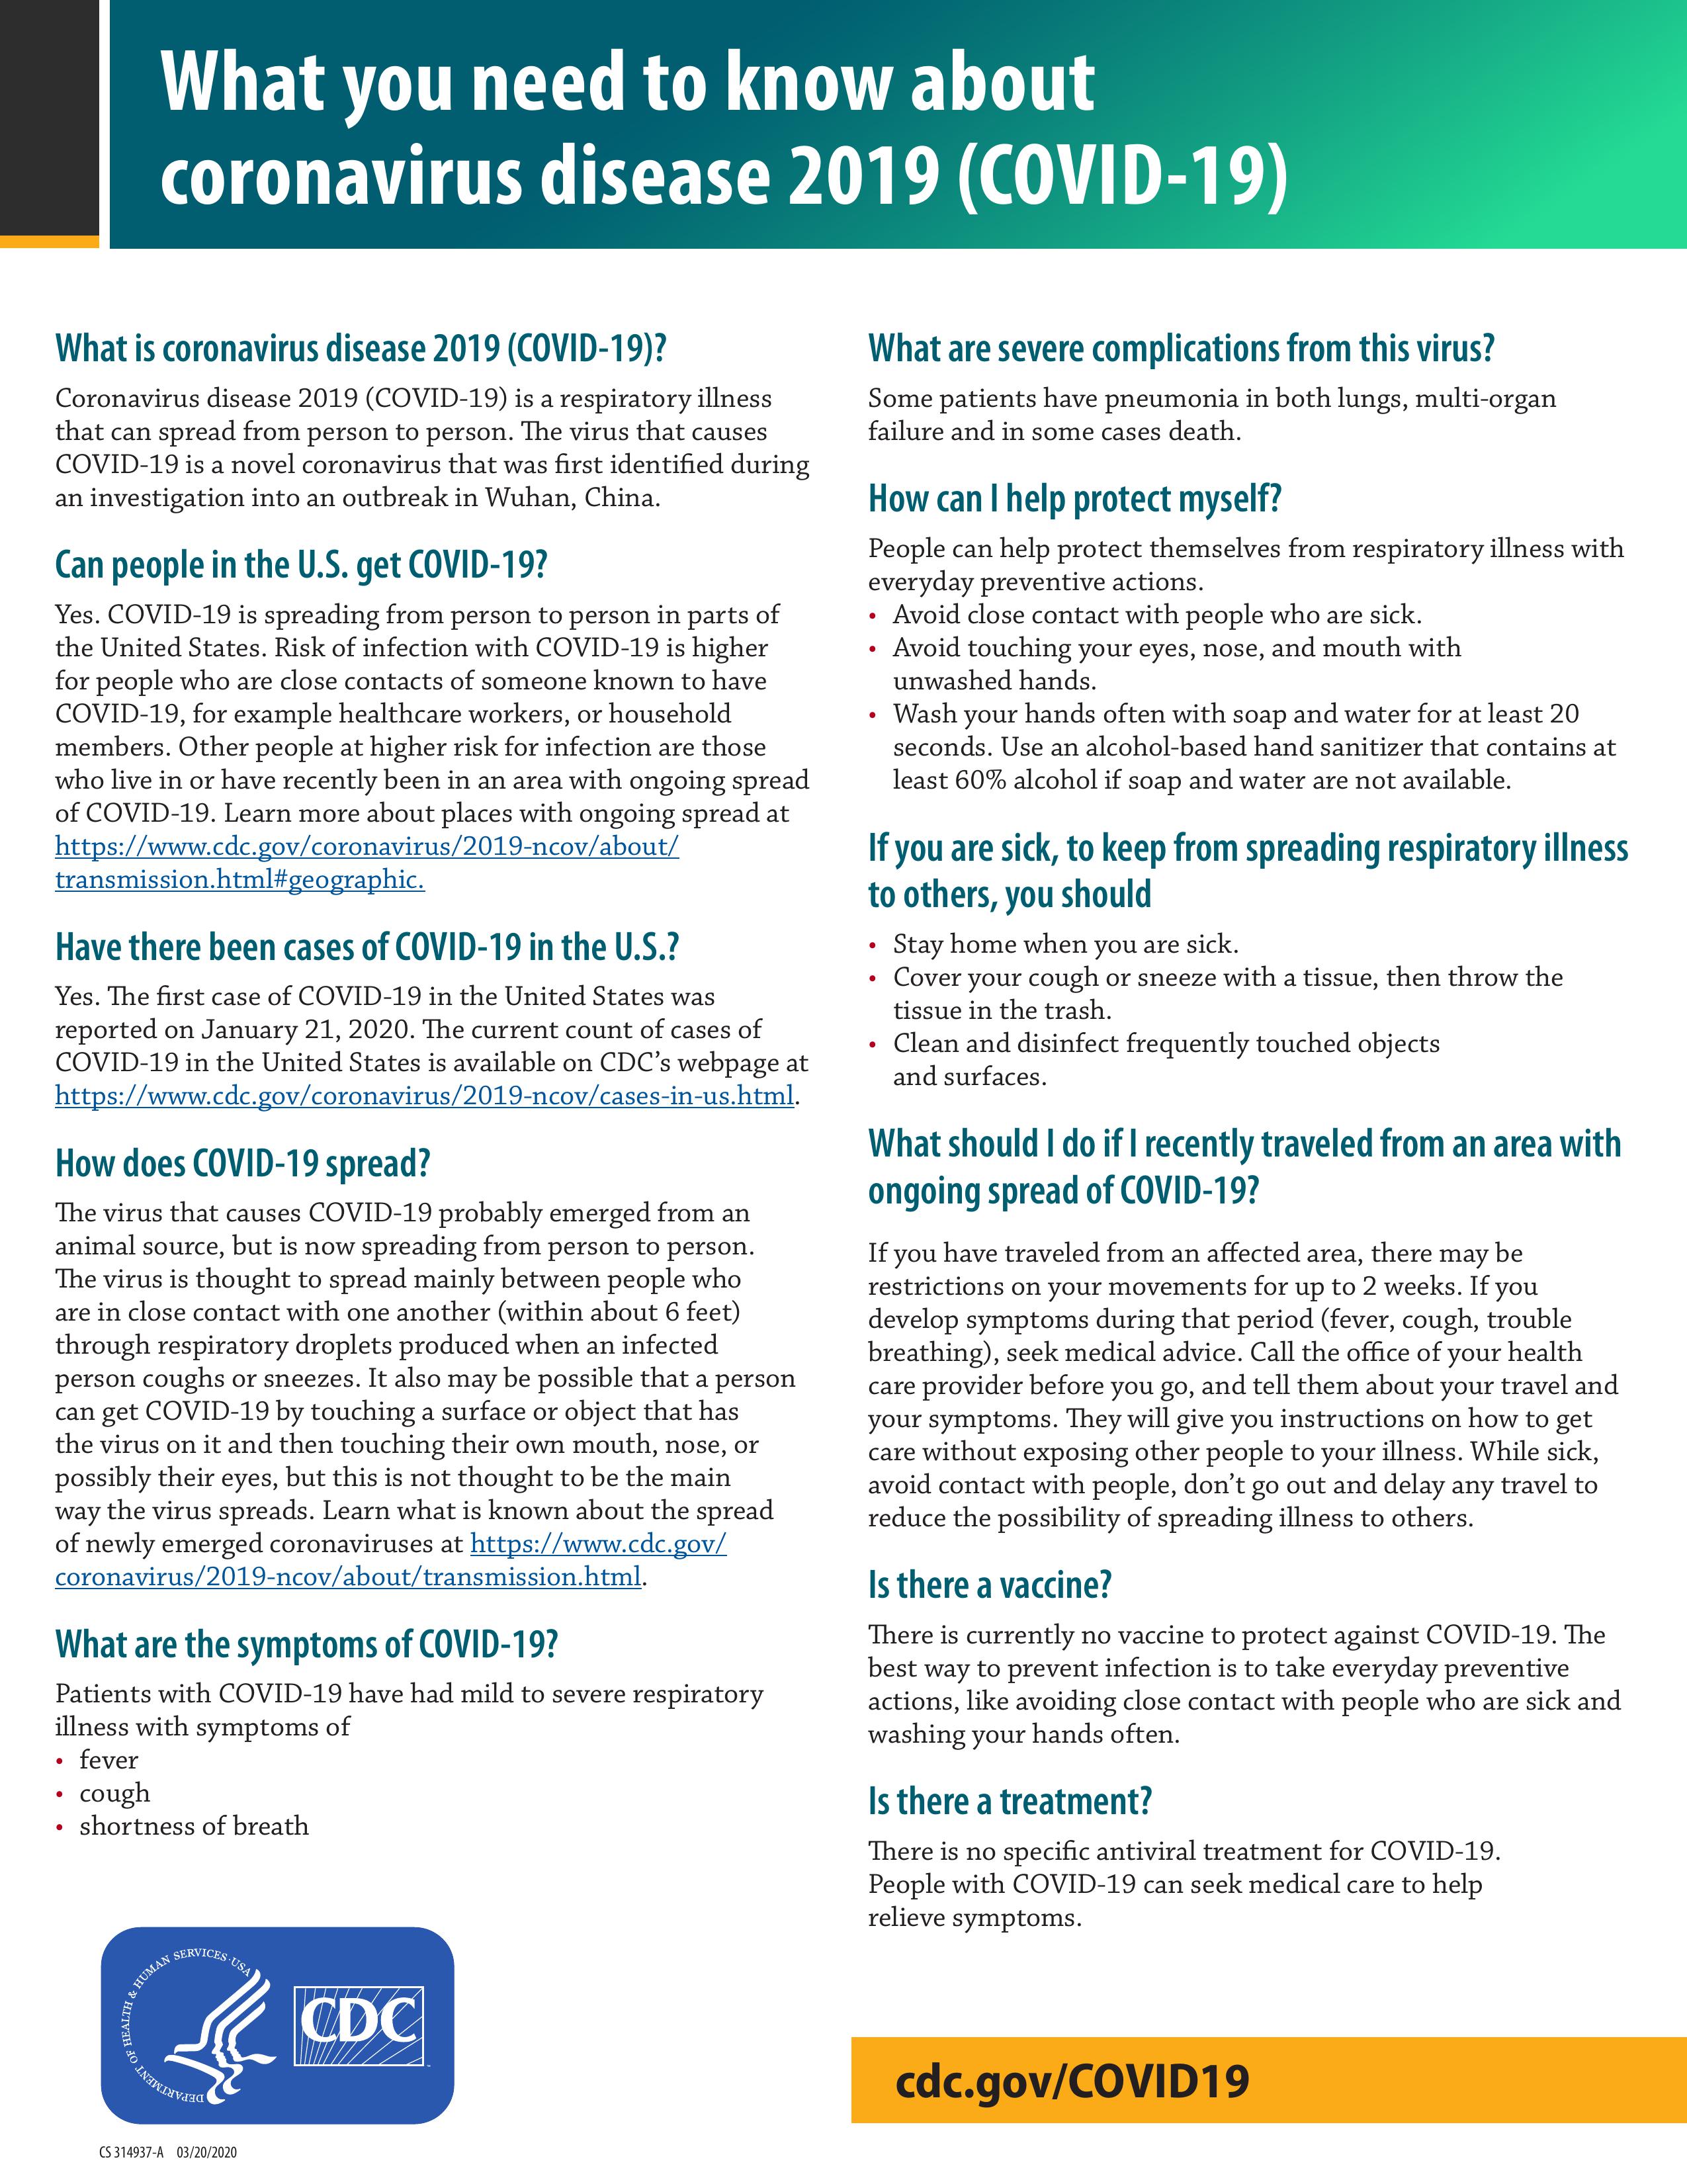 What you need to know about
coronavirus disease 2019 (COVID-19)
What is coronavirus disease 2019 (COVID-19)?
Coronavirus disease 2019 (COVID-19) is a respiratory illness
that can spread from person to person. The virus that causes
COVID-19 is a novel coronavirus that was first identified during
an investigation into an outbreak in Wuhan, China.
Can people in the U.S. get COVID-19?
Yes. COVID-19 is spreading from person to person in parts of
the United States. Risk of infection with COVID-19 is higher
for people who are close contacts of someone known to have
COVID-19, for example healthcare workers, or household
members. Other people at higher risk for infection are those
who live in or have recently been in an area with ongoing spread
of COVID-19. Learn more about places with ongoing spread at
https://www.cdc.gov/coronavirus/2019-ncov/about/
transmission.html#geographic.
Have there been cases of COVID-19 in the U.S.?
Yes. The first case of COVID-19 in the United States was
reported on January 21, 2020. The current count of cases of
COVID-19 in the United States is available on CDC’s webpage at
https://www.cdc.gov/coronavirus/2019-ncov/cases-in-us.html.
How does COVID-19 spread?
The virus that causes COVID-19 probably emerged from an
animal source, but is now spreading from person to person.
The virus is thought to spread mainly between people who
are in close contact with one another (within about 6 feet)
through respiratory droplets produced when an infected
person coughs or sneezes. It also may be possible that a person
can get COVID-19 by touching a surface or object that has
the virus on it and then touching their own mouth, nose, or
possibly their eyes, but this is not thought to be the main
way the virus spreads. Learn what is known about the spread
of newly emerged coronaviruses at https://www.cdc.gov/
coronavirus/2019-ncov/about/transmission.html.
What are the symptoms of COVID-19?
Patients with COVID-19 have had mild to severe respiratory
illness with symptoms of
• fever
• cough
• shortness of breath
What are severe complications from this virus?
Some patients have pneumonia in both lungs, multi-organ
failure and in some cases death.
How can I help protect myself?
People can help protect themselves from respiratory illness with
everyday preventive actions.
• Avoid close contact with people who are sick.
• Avoid touching your eyes, nose, and mouth with
unwashed hands.
• Wash your hands often with soap and water for at least 20
seconds. Use an alcohol-based hand sanitizer that contains at
least 60% alcohol if soap and water are not available.
If you are sick, to keep from spreading respiratory illness
to others, you should
• Stay home when you are sick.
• Cover your cough or sneeze with a tissue, then throw the
tissue in the trash.
• Clean and disinfect frequently touched objects
and surfaces.
What should I do if I recently traveled from an area with
ongoing spread of COVID-19?
If you have traveled from an affected area, there may be
restrictions on your movements for up to 2 weeks. If you
develop symptoms during that period (fever, cough, trouble
breathing), seek medical advice. Call the office of your health
care provider before you go, and tell them about your travel and
your symptoms. They will give you instructions on how to get
care without exposing other people to your illness. While sick,
avoid contact with people, don’t go out and delay any travel to
reduce the possibility of spreading illness to others.
Is there a vaccine?
There is currently no vaccine to protect against COVID-19. The
best way to prevent infection is to take everyday preventive
actions, like avoiding close contact with people who are sick and
washing your hands often.
Is there a treatment?
There is no specific antiviral treatment for COVID-19.
People with COVID-19 can seek medical care to help
relieve symptoms.
DEPARTMENT OF HEALTH & HUMAN SERVICES · USA
CDC
cdc.gov/COVID19
CS 314937-A 03/20/2020